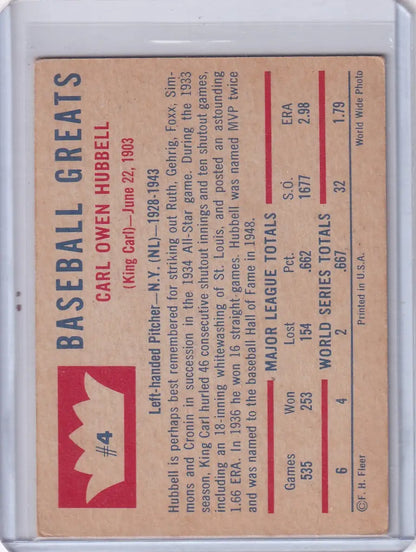 #4
BASEBALL GREATS
CARL OWEN HUBBELL
(King Carl)—June 22, 1903
Left-handed Pitcher—N.Y. (NL)—1928-1943
Hubbell is perhaps best remembered for striking out Ruth, Gehrig, Foxx, Sim-
mons and Cronin in succession in the 1934 All-Star game. During the 1933
season, King Carl hurled 46 consecutive shutout innings and ten shutout games,
including an 18-inning whitewashing of St. Louis, and posted an astounding
1.66 ERA. In 1936 he won 16 straight games. Hubbell was named MVP twice
and was named to the baseball Hall of Fame in 1948.
MAJOR LEAGUE TOTALS
Games Won Lost Pct. S.O. ERA
535 253 154 .662 1677 2.98
WORLD SERIES TOTALS
6 4 2 .667 32 1.79
©F. H. Fleer Printed in U.S.A. World Wide Photo